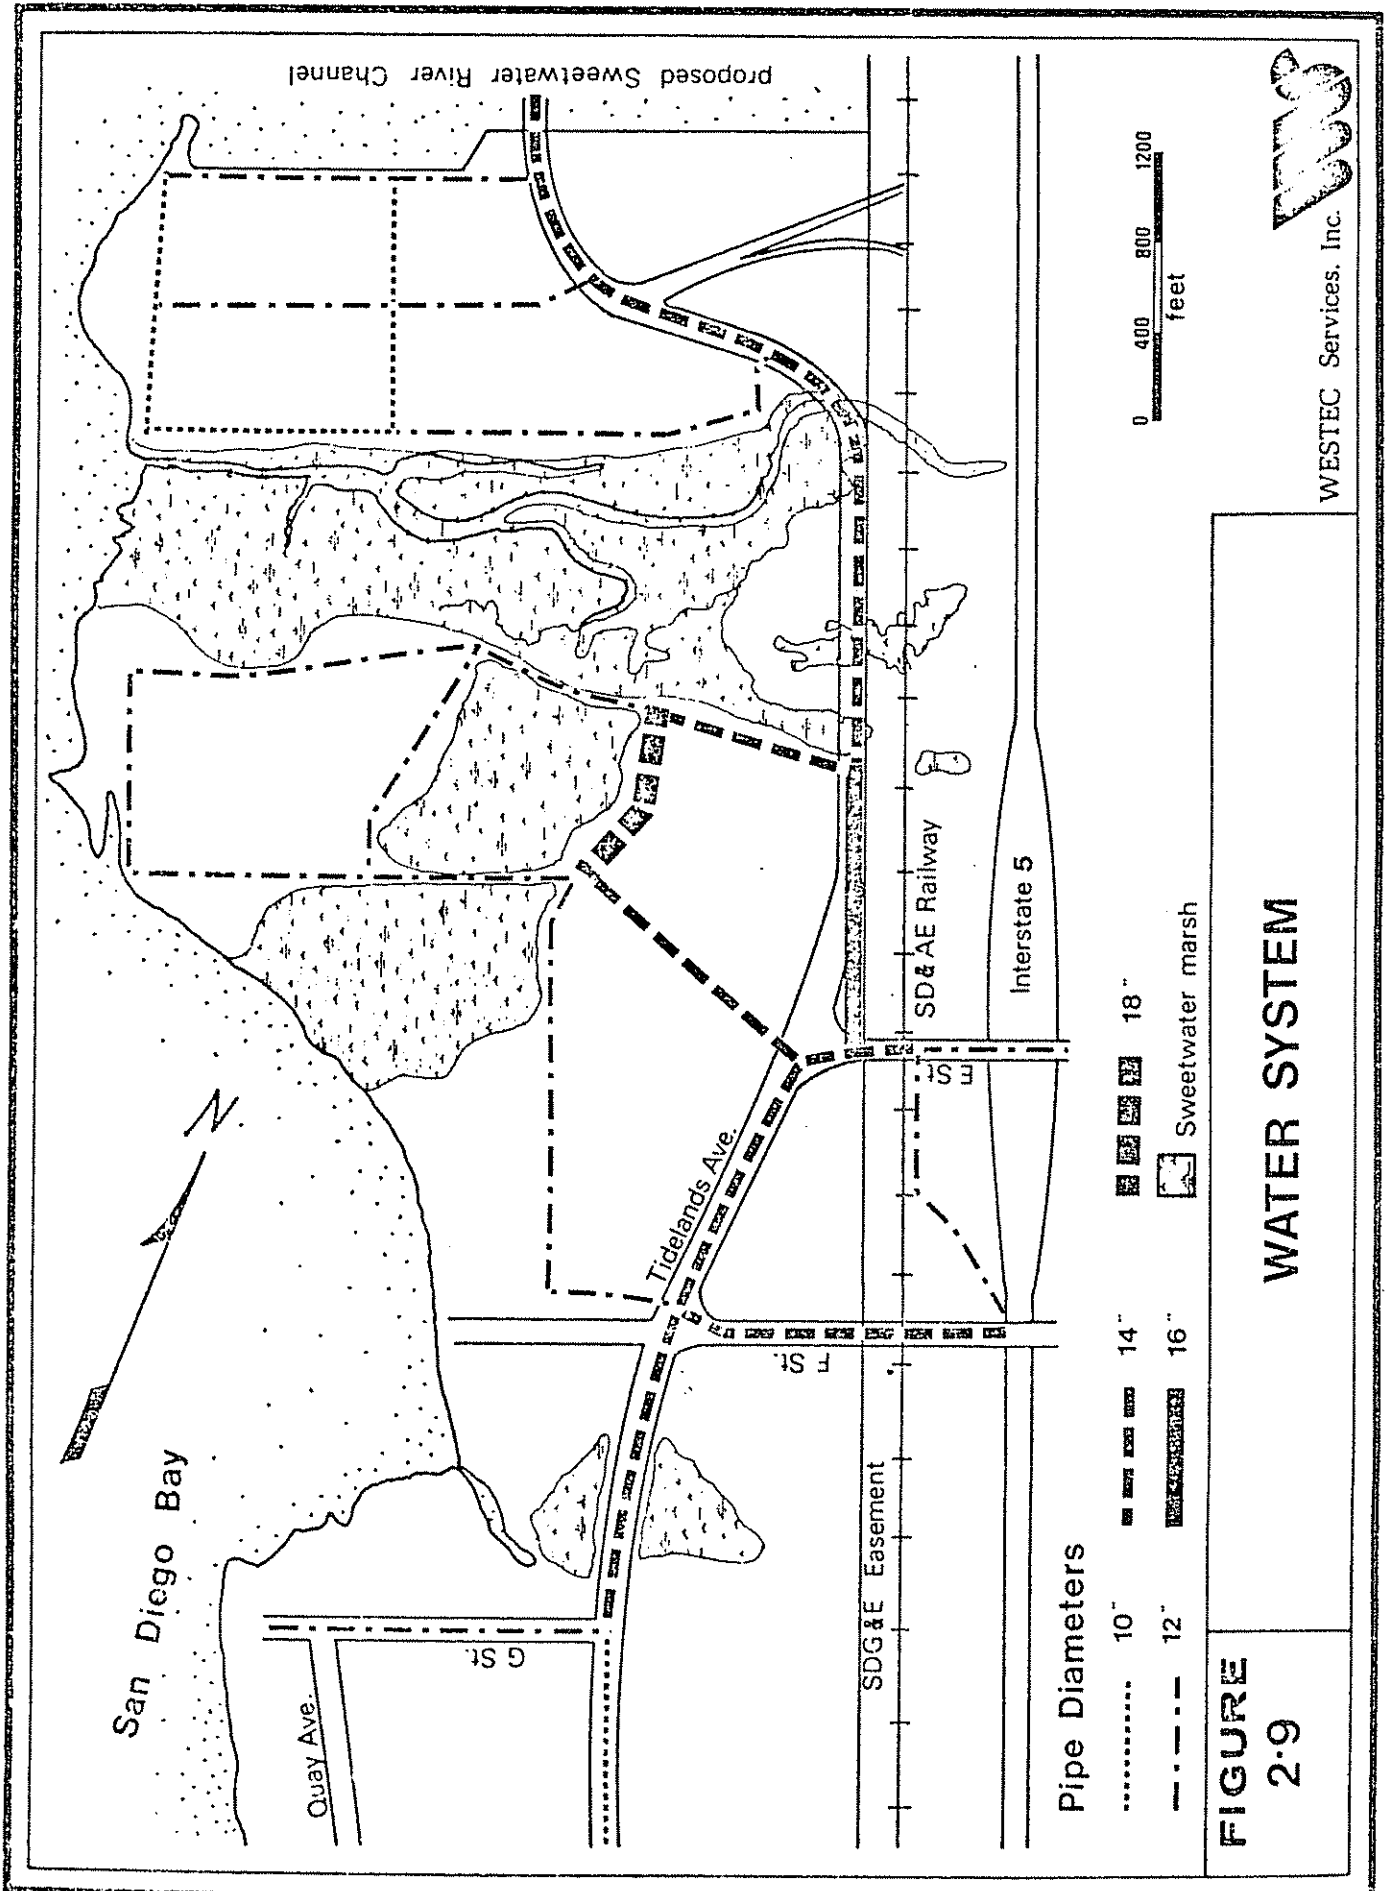 proposed Sweetwater River Channel
San Diego Bay
N
Quay Ave.
G St.
Tidelands Ave.
F St.
E St.
SDG&E Easement
SD&AE Railway
Interstate 5
Pipe Diameters
10"
14"
18"
12"
16"
Sweetwater marsh
0 400 800 1200
feet
FIGURE
2-9
WATER SYSTEM
WESTEC Services, Inc.